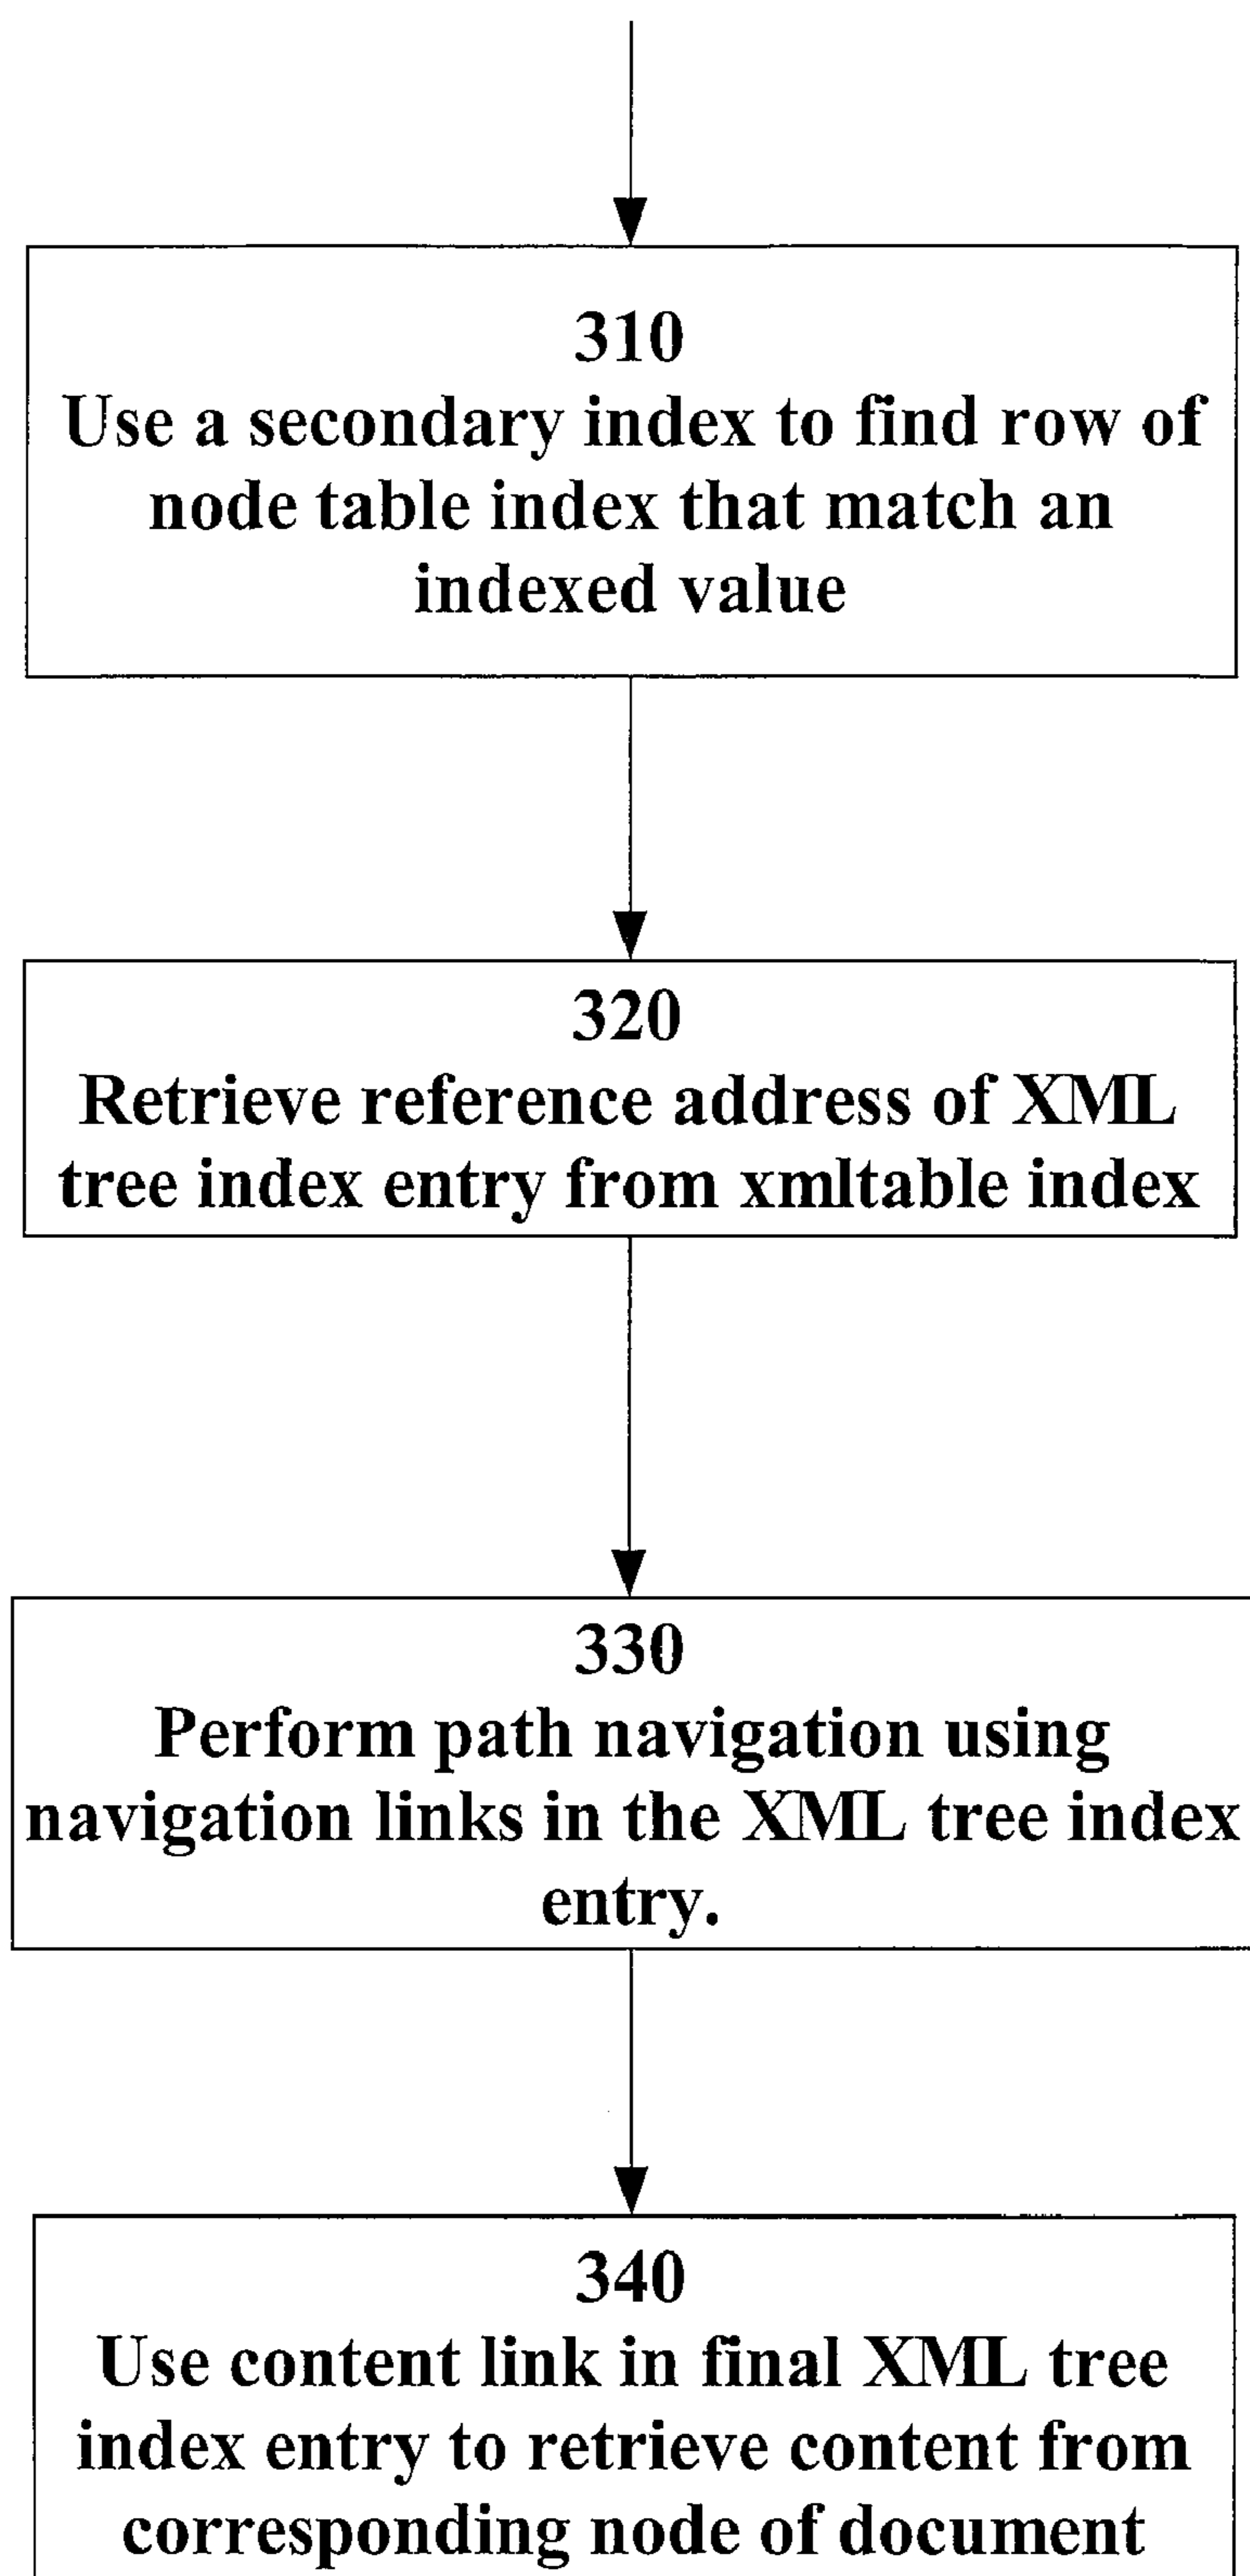 310
Use a secondary index to find row of
node table index that match an
indexed value
320
Retrieve reference address of XML
tree index entry from xmltable index
330
Perform path navigation using
navigation links in the XML tree index
entry.
340
Use content link in final XML tree
index entry to retrieve content from
corresponding node of document